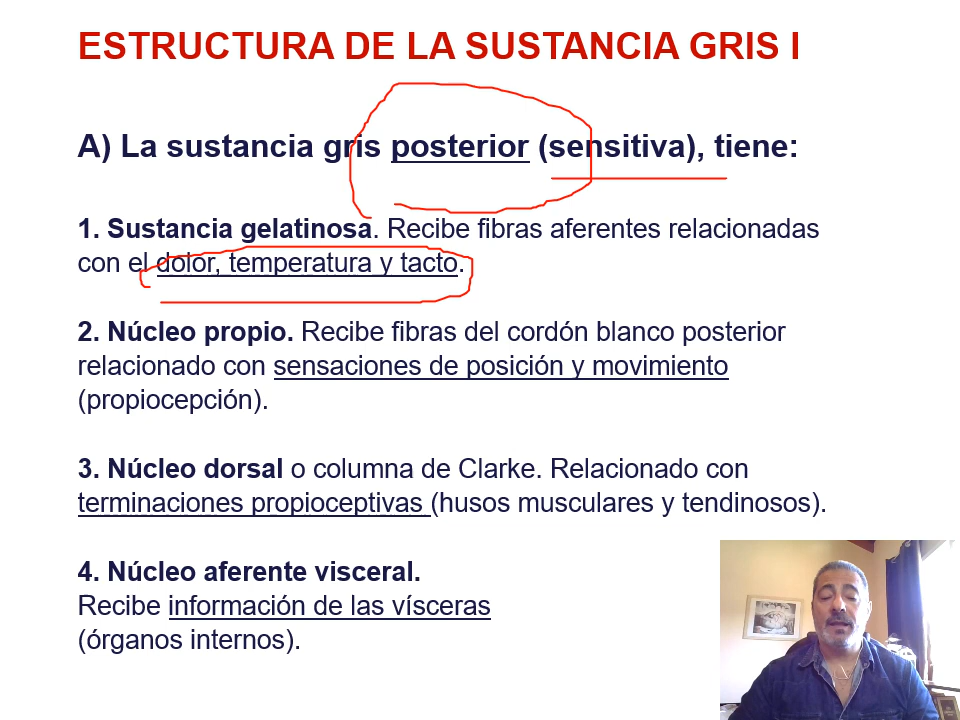 ESTRUCTURA DE LA SUSTANCIA GRIS I
A) La sustancia gris posterior (sensitiva), tiene:
1. Sustancia gelatinosa. Recibe fibras aferentes relacionadas
con el dolor, temperatura y tacto.
2. Núcleo propio. Recibe fibras del cordón blanco posterior
relacionado con sensaciones de posición y movimiento
(propiocepción).
3. Núcleo dorsal o columna de Clarke. Relacionado con
terminaciones propioceptivas (husos musculares y tendinosos).
4. Núcleo aferente visceral.
Recibe información de las vísceras
(órganos internos).